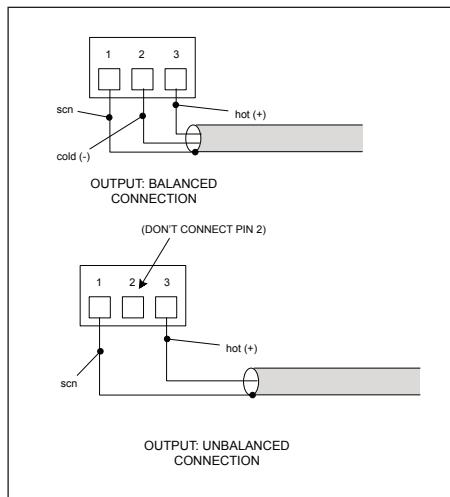 1 2 3
scn
hot (+)
cold (-)
OUTPUT: BALANCED
CONNECTION
(DON'T CONNECT PIN 2)
1 2 3
hot (+)
scn
OUTPUT: UNBALANCED
CONNECTION